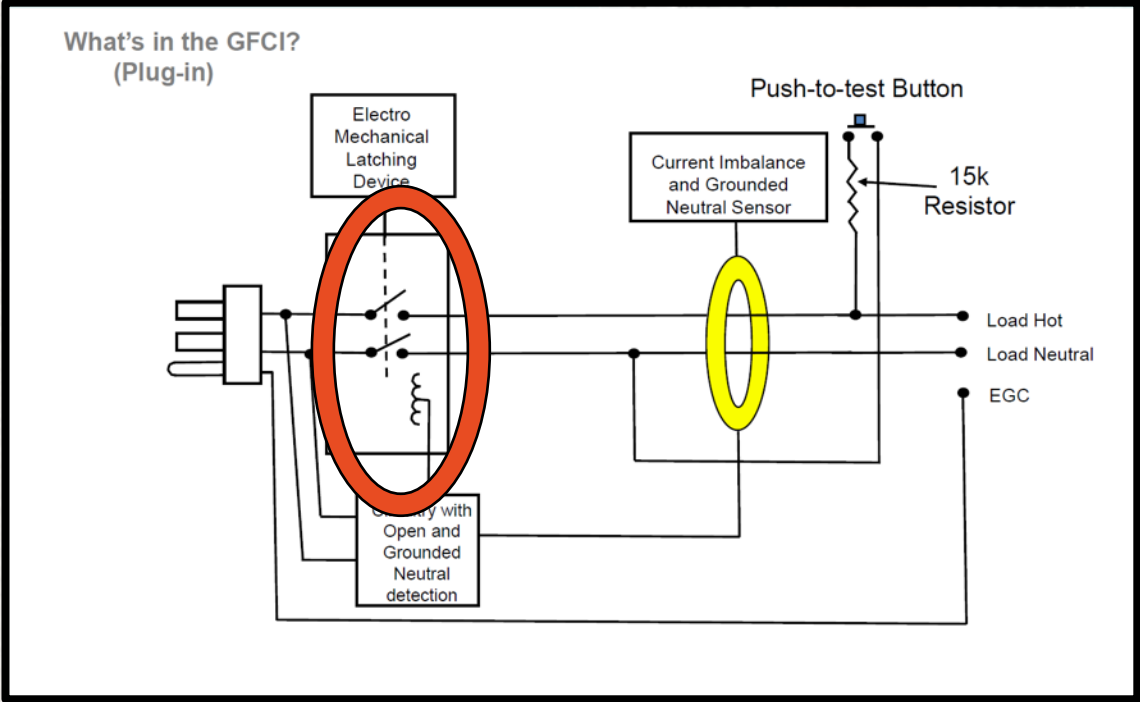 What's in the GFCI?
(Plug-in)
Push-to-test Button
Electro
Mechanical
Latching
Device
Current Imbalance
and Grounded
Neutral Sensor
15k
Resistor
Load Hot
Load Neutral
EGC
with
Open and
Grounded
Neutral
detection